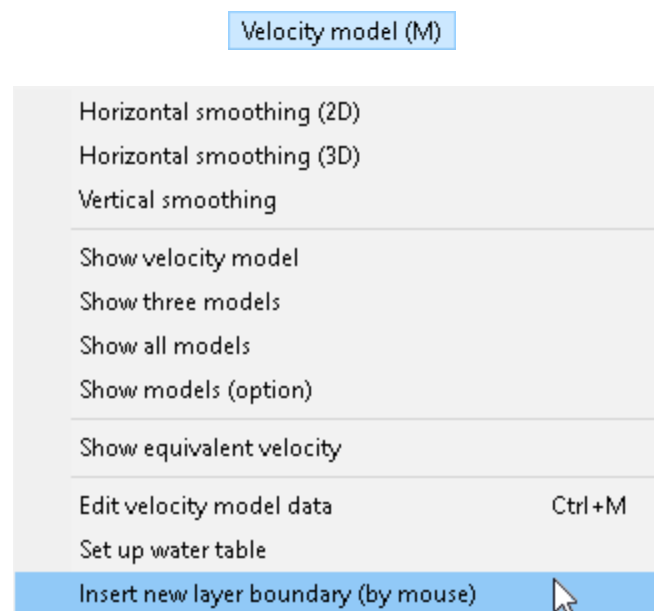 Velocity model (M)
Horizontal smoothing (2D)
Horizontal smoothing (3D)
Vertical smoothing
Show velocity model
Show three models
Show all models
Show models (option)
Show equivalent velocity
Edit velocity model data Ctrl+M
Set up water table
Insert new layer boundary (by mouse)